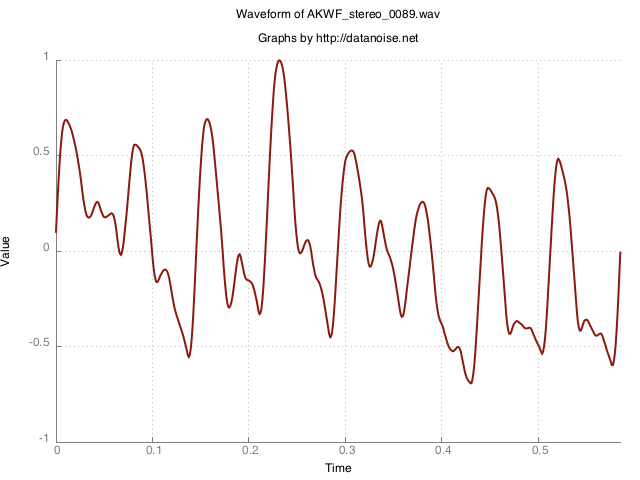 Waveform of AKWF_stereo_0089.wav
Graphs by http://datanoise.net
1
0.5
0
-0.5
-1
Value
0 0.1 0.2 0.3 0.4 0.5
Time